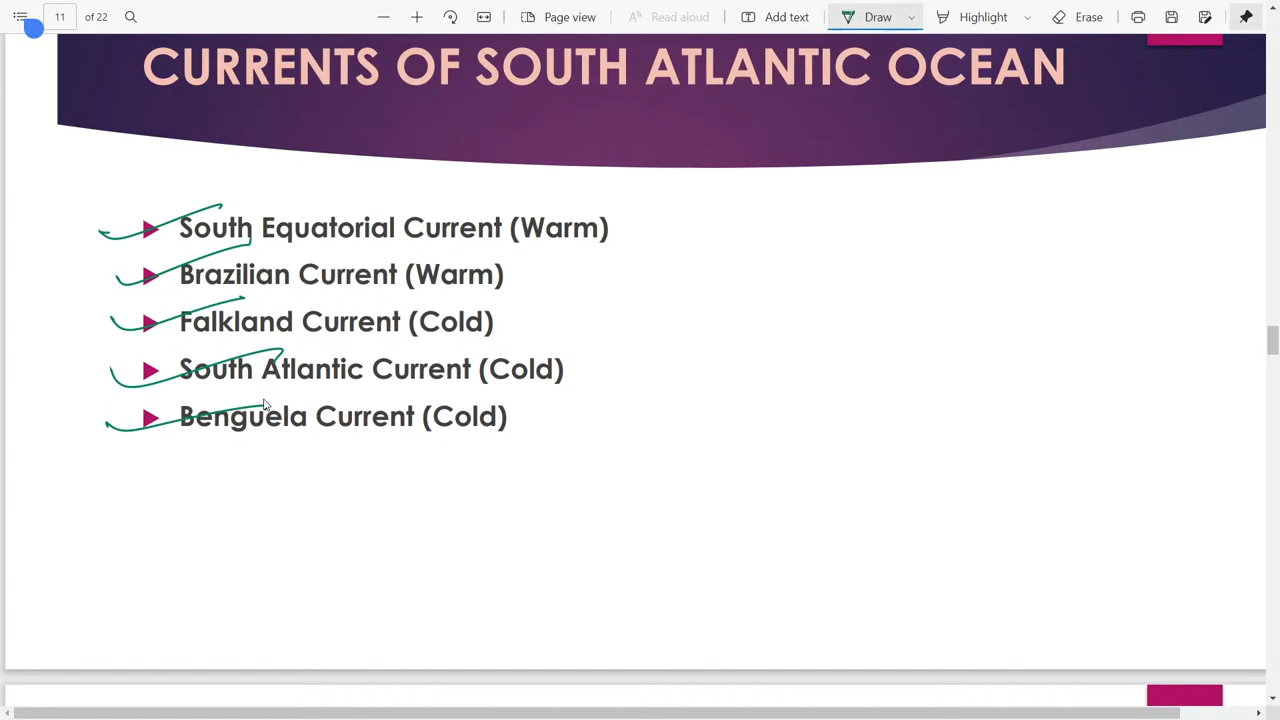 11 of 22 Page view Read aloud Add text Draw Highlight Erase
CURRENTS OF SOUTH ATLANTIC OCEAN
South Equatorial Current (Warm)
Brazilian Current (Warm)
Falkland Current (Cold)
South Atlantic Current (Cold)
Benguela Current (Cold)